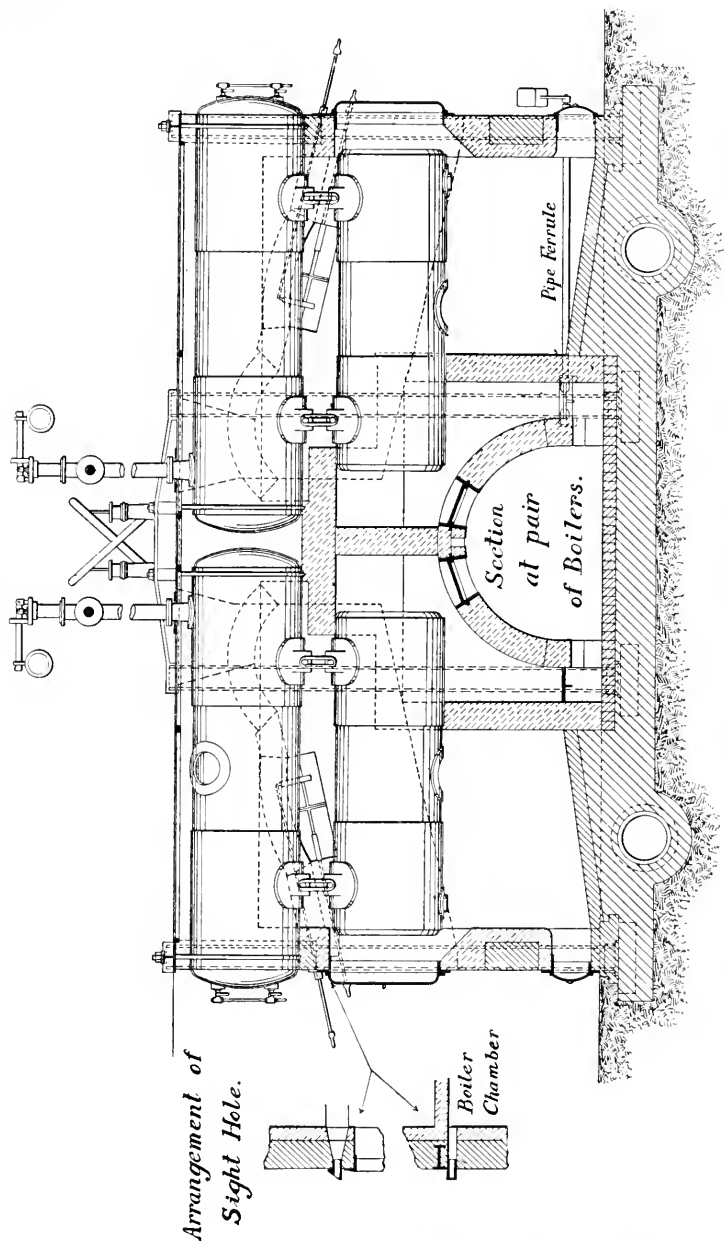 Arrangement of
Sight Hole.
Boiler
Chamber
Section
at pair
of Boilers.
Pipe Ferrule